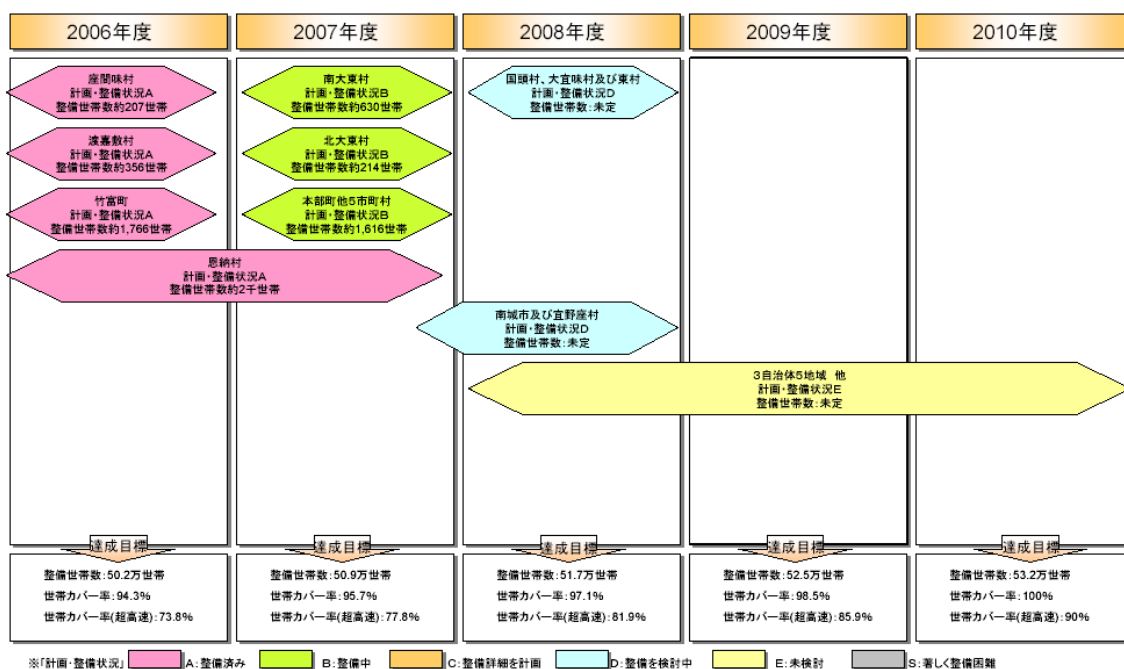 2006年度
2007年度
2008年度
2009年度
2010年度
座間味村
計画・整備状況A
整備世帯数約207世帯
南大東村
計画・整備状況B
整備世帯数約630世帯
国頭村、大宜味村及び東村
計画・整備状況D
整備世帯数：未定
渡嘉敷村
計画・整備状況A
整備世帯数約356世帯
北大東村
計画・整備状況B
整備世帯数約214世帯
竹富町
計画・整備状況A
整備世帯数約1,766世帯
本部町他5市町村
計画・整備状況B
整備世帯数約1,616世帯
恩納村
計画・整備状況A
整備世帯数約2千世帯
南城市及び宜野座村
計画・整備状況D
整備世帯数：未定
3自治体5地域　他
計画・整備状況E
整備世帯数：未定
達成目標
整備世帯数：50.2万世帯
世帯カバー率：94.3%
世帯カバー率(超高速)：73.8%
達成目標
整備世帯数：50.9万世帯
世帯カバー率：95.7%
世帯カバー率(超高速)：77.8%
達成目標
整備世帯数：51.7万世帯
世帯カバー率：97.1%
世帯カバー率(超高速)：81.9%
達成目標
整備世帯数：52.5万世帯
世帯カバー率：98.5%
世帯カバー率(超高速)：85.9%
達成目標
整備世帯数：53.2万世帯
世帯カバー率：100%
世帯カバー率(超高速)：90%
※「計画・整備状況」 A：整備済み B：整備中 C：整備詳細を計画 D：整備を検討中 E：未検討 S：著しく整備困難